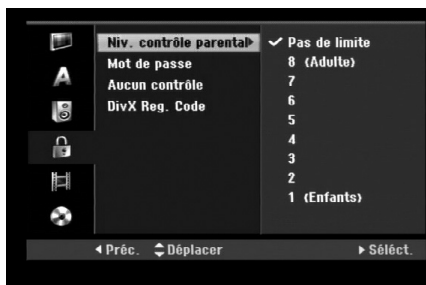 Niv. contrôle parental
Mot de passe
Aucun contrôle
DivX Reg. Code
Pas de limite
8 (Adulte)
7
6
5
4
3
2
1 (Enfants)
A
Préc. Déplacer Séléct.